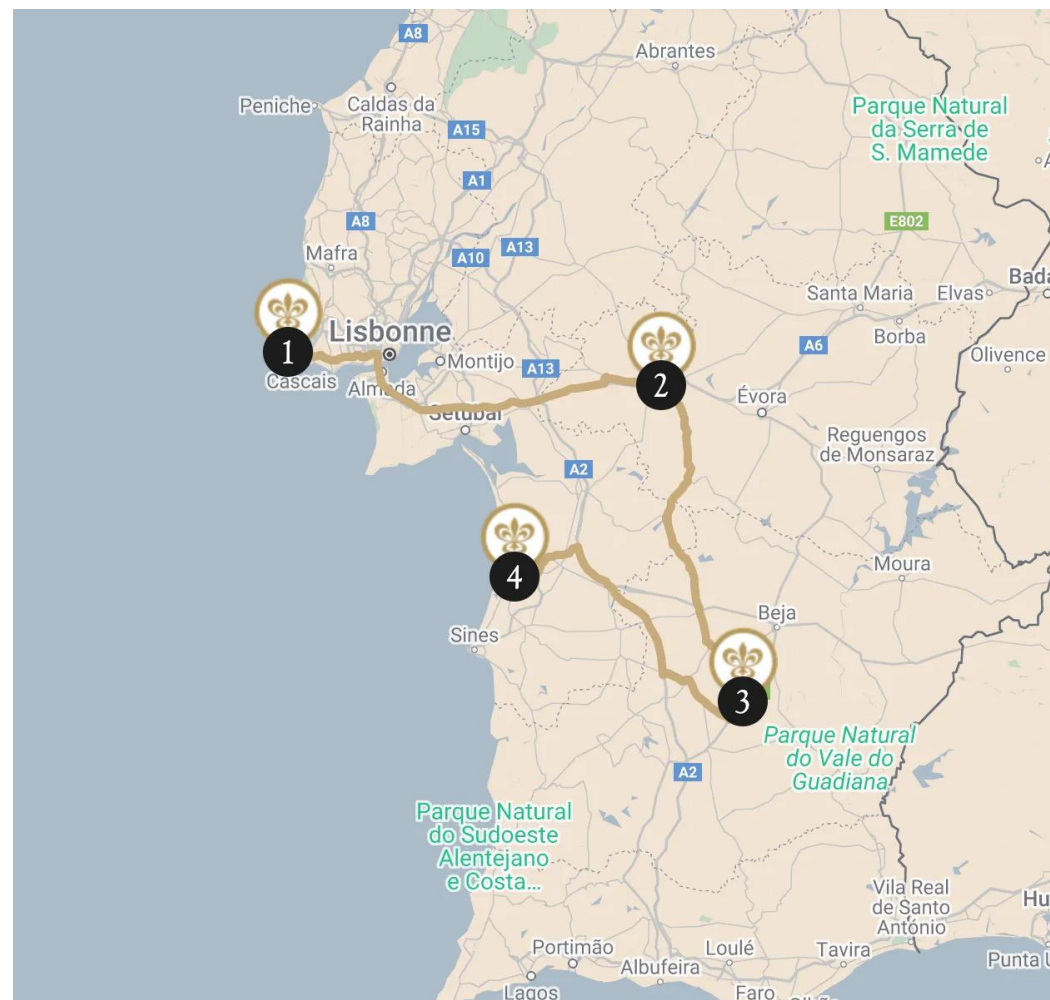 A8
Abrantes
Peniche
Caldas da
Rainha
Parque Natural
da Serra de
S. Mamede
A15
A1
A8
E802
A13
A10
Mafra
Santa Maria
Elvas
Bada
Lisbonne
Borba
A6
1
Montijo
A13
Olivence
Cascais
Almada
2
Évora
Setúbal
Reguengos
de Monsaraz
A2
4
Moura
Beja
Sines
3
Parque Natural
do Vale do
Guadiana
A2
Parque Natural
do Sudoeste
Alentejano
e Costa...
Vila Real
de Santo
António
Hu
Portimão
Loulé
Tavira
Punta U
Albufeira
Lagos
Faro